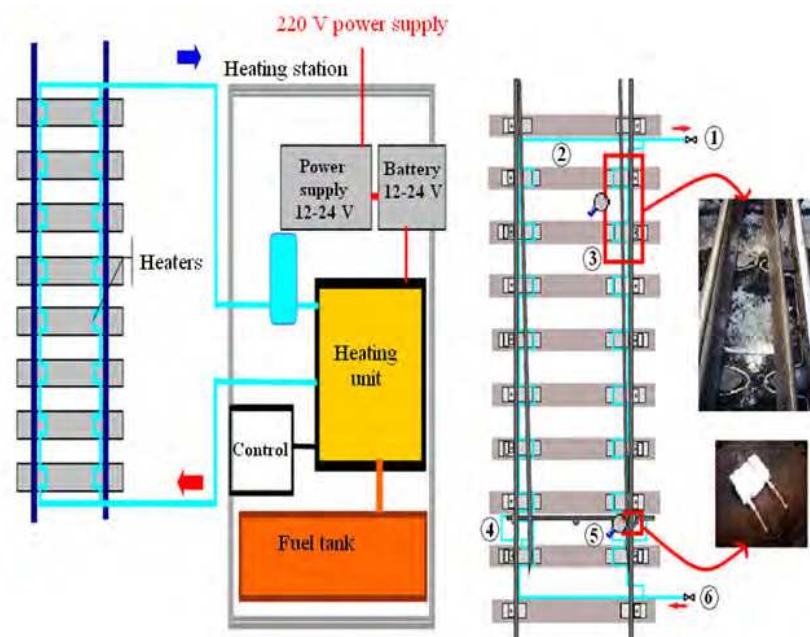 220 V power supply
Heating station
Power
supply
12-24 V
Battery
12-24 V
Heaters
Heating
unit
Control
Fuel tank
1
2
3
4
5
6